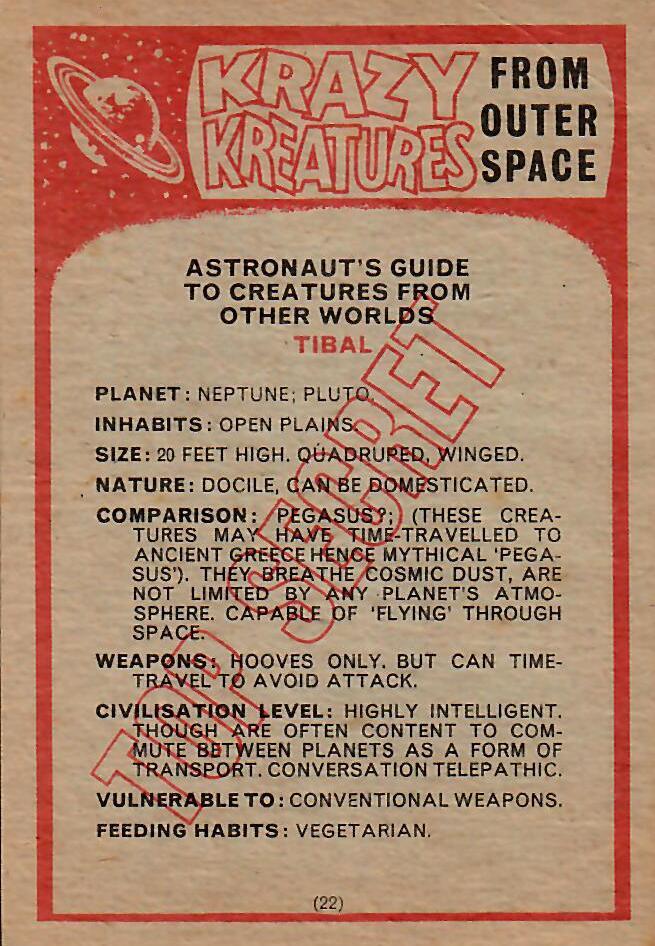 KRAZY
KREATURES
FROM
OUTER
SPACE
ASTRONAUT'S GUIDE
TO CREATURES FROM
OTHER WORLDS
TIBAL
PLANET: NEPTUNE; PLUTO.
INHABITS: OPEN PLAINS.
SIZE: 20 FEET HIGH. QUADRUPED, WINGED.
NATURE: DOCILE, CAN BE DOMESTICATED.
COMPARISON: PEGASUS?; (THESE CREA-
TURES MAY HAVE TIME-TRAVELLED TO
ANCIENT GREECE HENCE MYTHICAL 'PEGA-
SUS'). THEY BREATHE COSMIC DUST, ARE
NOT LIMITED BY ANY PLANET'S ATMO-
SPHERE. CAPABLE OF 'FLYING' THROUGH
SPACE.
WEAPONS: HOOVES ONLY. BUT CAN TIME-
TRAVEL TO AVOID ATTACK.
CIVILISATION LEVEL: HIGHLY INTELLIGENT.
THOUGH ARE OFTEN CONTENT TO COM-
MUTE BETWEEN PLANETS AS A FORM OF
TRANSPORT. CONVERSATION TELEPATHIC.
VULNERABLE TO: CONVENTIONAL WEAPONS.
FEEDING HABITS: VEGETARIAN.
TOP SECRET
(22)